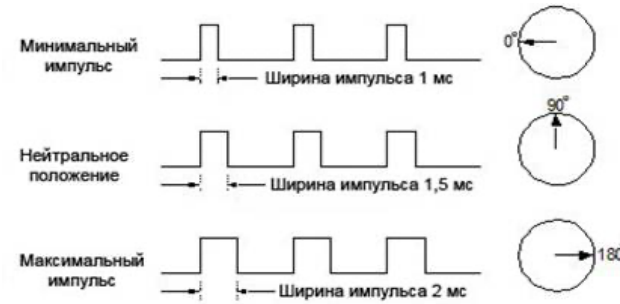 Минимальный
импульс
Ширина импульса 1 мс
0°
Нейтральное
положение
Ширина импульса 1,5 мс
90°
Максимальный
импульс
Ширина импульса 2 мс
180